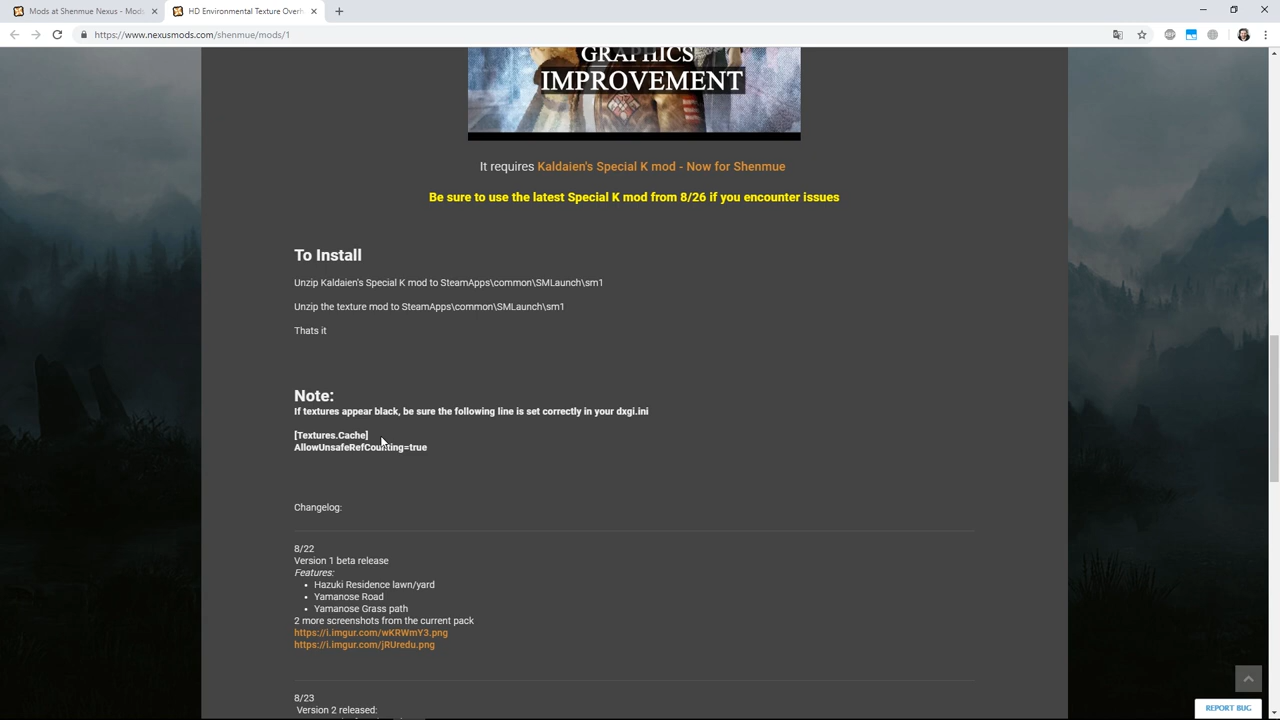 Mods at Shenmue Nexus - Mods
HD Environmental Texture Overh
https://www.nexusmods.com/shenmue/mods/1
GRAPHICS
IMPROVEMENT
It requires Kaldaien's Special K mod - Now for Shenmue
Be sure to use the latest Special K mod from 8/26 if you encounter issues
To Install
Unzip Kaldaien's Special K mod to SteamApps\common\SMLaunch\sm1
Unzip the texture mod to SteamApps\common\SMLaunch\sm1
Thats it
Note:
If textures appear black, be sure the following line is set correctly in your dxgi.ini
[Textures.Cache]
AllowUnsafeRefCounting=true
Changelog:
8/22
Version 1 beta release
Features:
• Hazuki Residence lawn/yard
• Yamanose Road
• Yamanose Grass path
2 more screenshots from the current pack
https://i.imgur.com/wKRWmY3.png
https://i.imgur.com/jRUredu.png
8/23
Version 2 released:
REPORT BUG